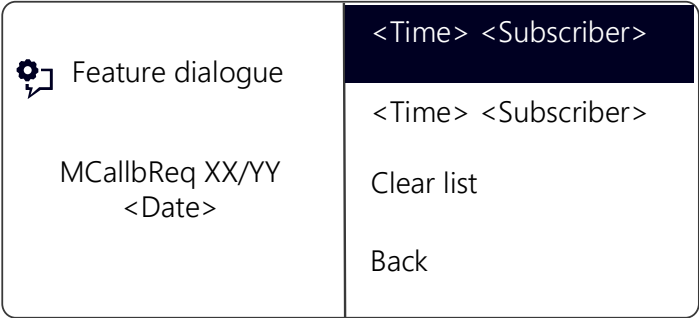 Feature dialogue
MCallbReq XX/YY
<Date>
<Time> <Subscriber>
<Time> <Subscriber>
Clear list
Back